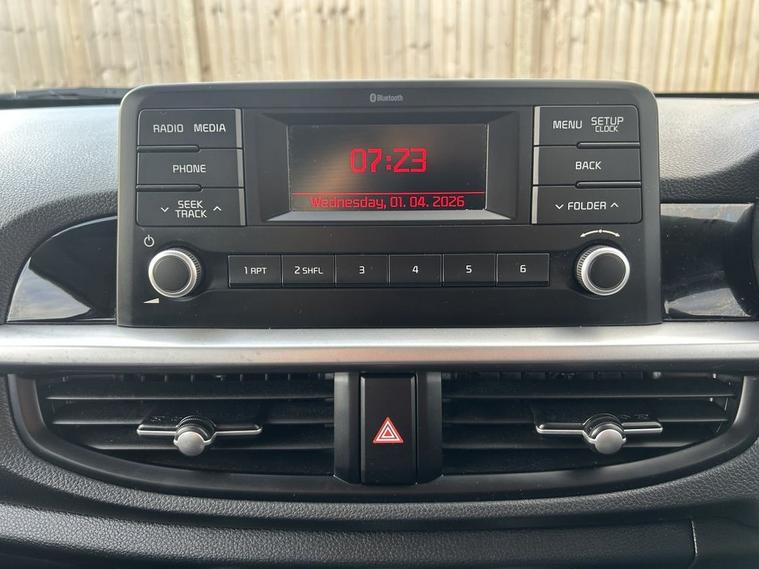 Bluetooth
RADIO MEDIA
PHONE
SEEK
TRACK
07:23
Wednesday, 01. 04. 2026
MENU SETUP
CLOCK
BACK
FOLDER
1 RPT 2 SHFL 3 4 5 6